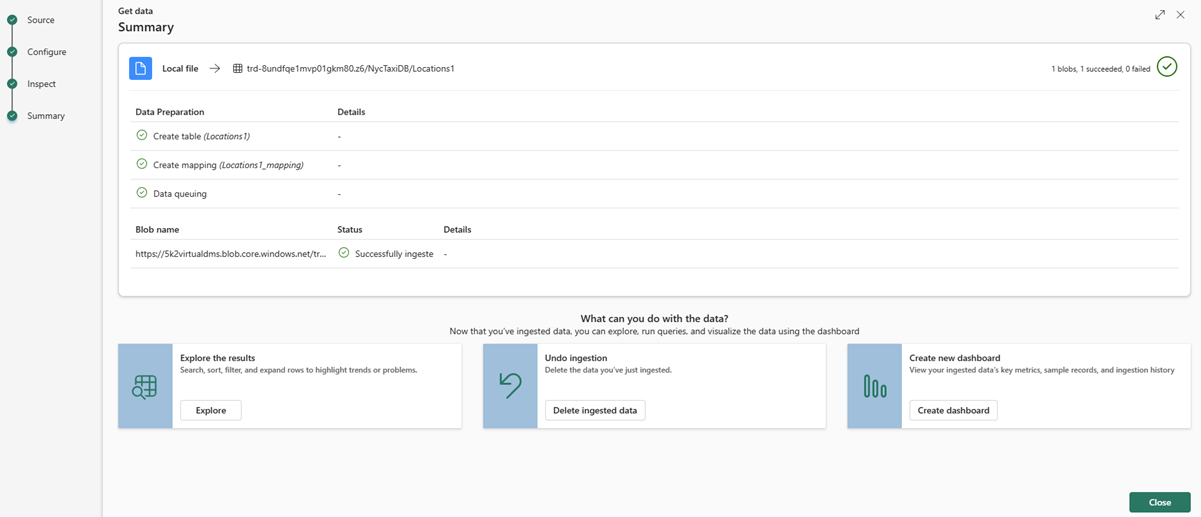 Source
Configure
Inspect
Summary
Get data
Summary
Local file
trd-8undfqe1mvp01gkm80.z6/NycTaxiDB/Locations1
1 blobs, 1 succeeded, 0 failed
Data Preparation Details
Create table (Locations1) -
Create mapping (Locations1_mapping) -
Data queuing -
Blob name Status Details
https://5k2virtualdms.blob.core.windows.net/tr... Successfully ingeste -
What can you do with the data?
Now that you've ingested data, you can explore, run queries, and visualize the data using the dashboard
Explore the results
Search, sort, filter, and expand rows to highlight trends or problems.
Explore
Undo ingestion
Delete the data you've just ingested.
Delete ingested data
Create new dashboard
View your ingested data's key metrics, sample records, and ingestion history
Create dashboard
Close